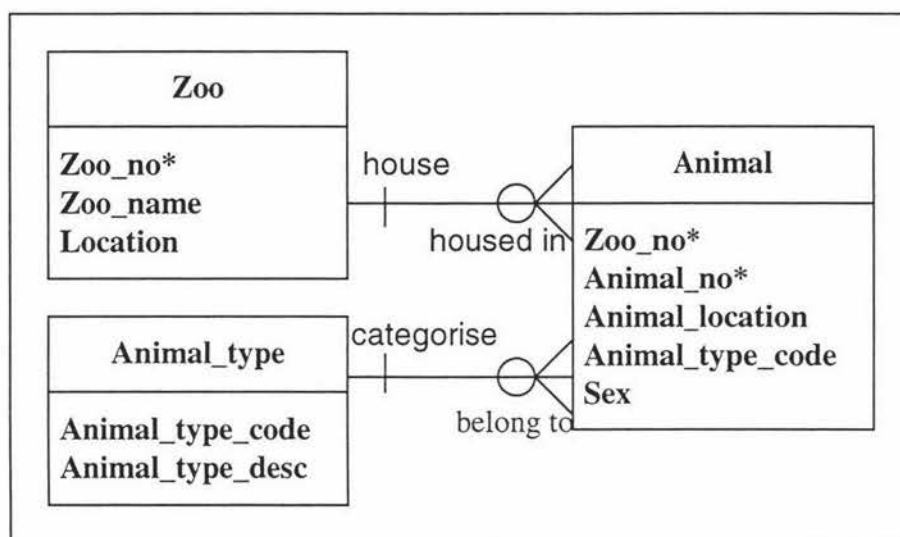 Zoo
Zoo_no*
Zoo_name
Location
house
housed in
Animal
Zoo_no*
Animal_no*
Animal_location
Animal_type_code
Sex
Animal_type
Animal_type_code
Animal_type_desc
categorise
belong to